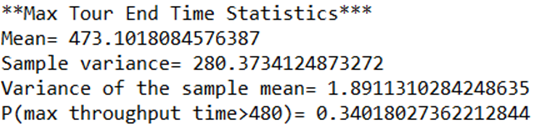 **Max Tour End Time Statistics***
Mean= 473.1018084576387
Sample variance= 280.3734124873272
Variance of the sample mean= 1.8911310284248635
P(max throughput time>480)= 0.34018027362212844